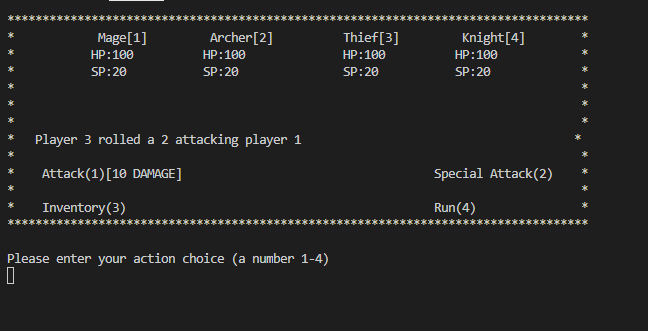 ***********************************************************************************
* Mage[1] Archer[2] Thief[3] Knight[4] *
* HP:100 HP:100 HP:100 HP:100 *
* SP:20 SP:20 SP:20 SP:20 *
* *
* *
* *
* Player 3 rolled a 2 attacking player 1 *
* *
* Attack(1)[10 DAMAGE] Special Attack(2) *
* *
* Inventory(3) Run(4) *
***********************************************************************************
Please enter your action choice (a number 1-4)